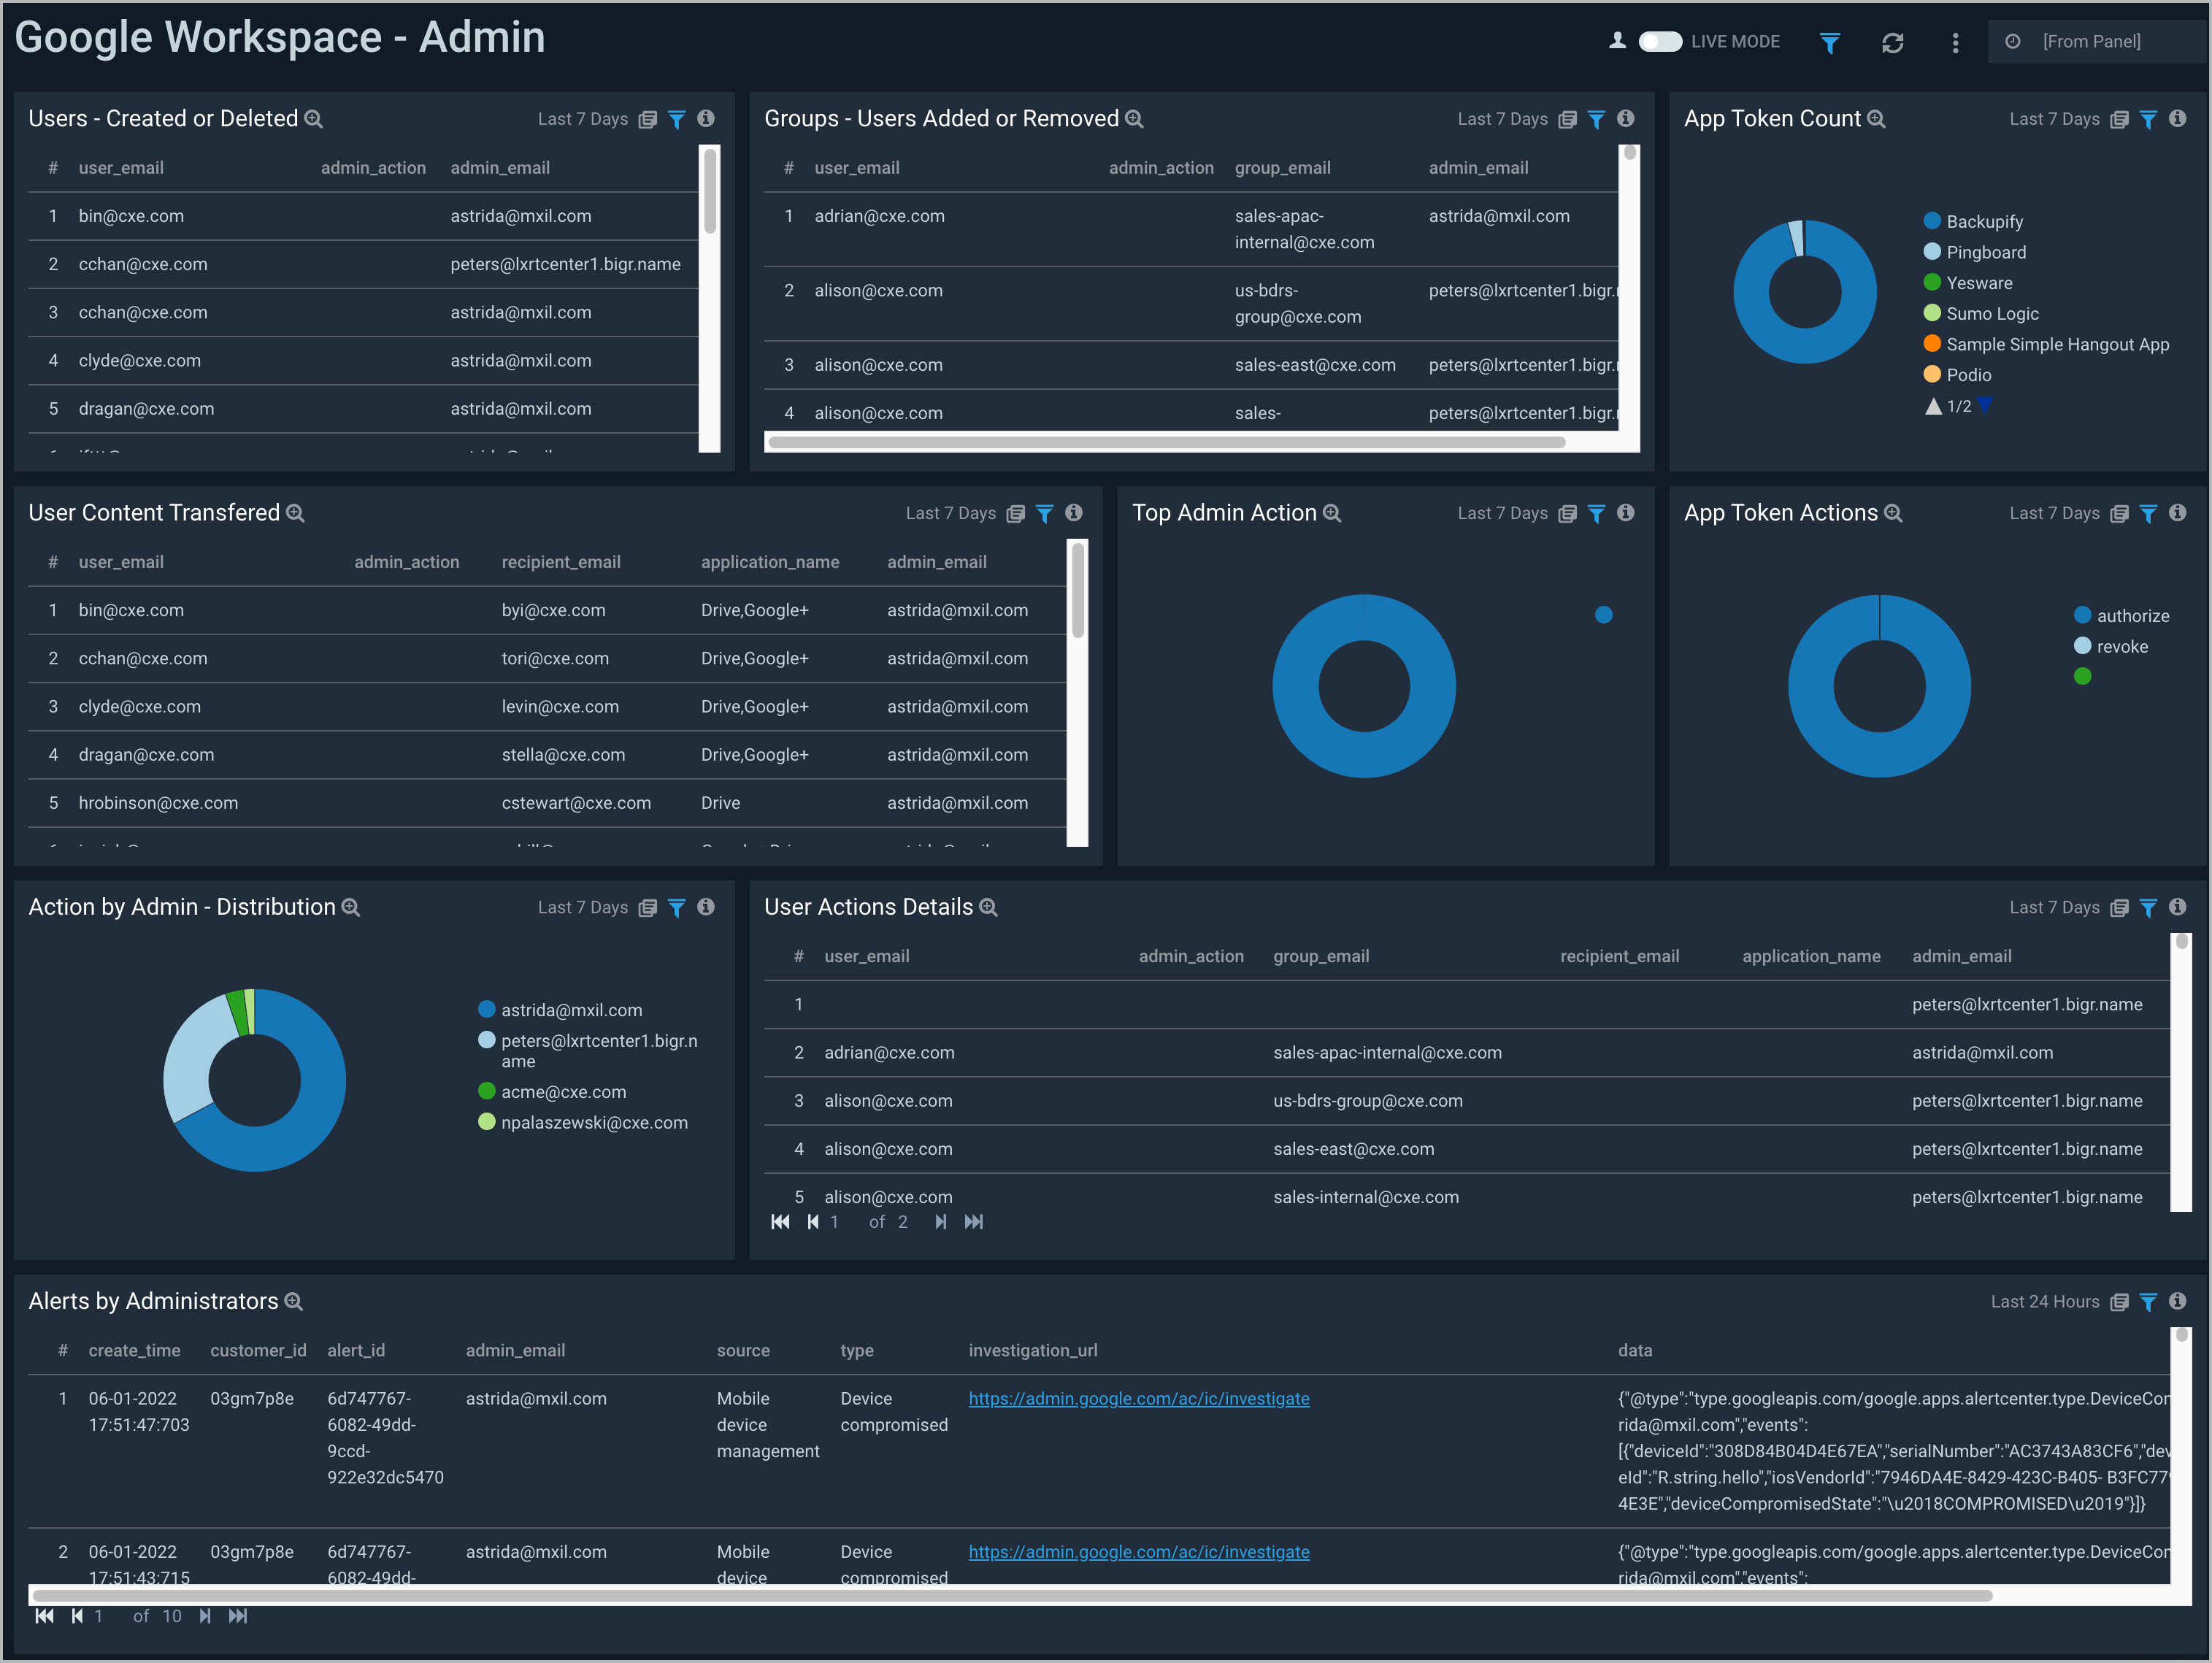 Google Workspace - Admin
LIVE MODE
[From Panel]
Users - Created or Deleted
Last 7 Days
# user_email admin_action admin_email
1 bin@cxe.com astrida@mxil.com
2 cchan@cxe.com peters@lxrtcenter1.bigr.name
3 cchan@cxe.com astrida@mxil.com
4 clyde@cxe.com astrida@mxil.com
5 dragan@cxe.com astrida@mxil.com
Groups - Users Added or Removed
Last 7 Days
# user_email admin_action group_email admin_email
1 adrian@cxe.com sales-apac- astrida@mxil.com
internal@cxe.com
2 alison@cxe.com us-bdrs- peters@lxrtcenter1.bigr.
group@cxe.com
3 alison@cxe.com sales-east@cxe.com peters@lxrtcenter1.bigr.
4 alison@cxe.com sales- peters@lxrtcenter1.bigr.
App Token Count
Last 7 Days
Backupify
Pingboard
Yesware
Sumo Logic
Sample Simple Hangout App
Podio
1/2
User Content Transfered
Last 7 Days
# user_email admin_action recipient_email application_name admin_email
1 bin@cxe.com byi@cxe.com Drive,Google+ astrida@mxil.com
2 cchan@cxe.com tori@cxe.com Drive,Google+ astrida@mxil.com
3 clyde@cxe.com levin@cxe.com Drive,Google+ astrida@mxil.com
4 dragan@cxe.com stella@cxe.com Drive,Google+ astrida@mxil.com
5 hrobinson@cxe.com cstewart@cxe.com Drive astrida@mxil.com
Top Admin Action
Last 7 Days
App Token Actions
Last 7 Days
authorize
revoke
Action by Admin - Distribution
Last 7 Days
astrida@mxil.com
peters@lxrtcenter1.bigr.n
ame
acme@cxe.com
npalaszewski@cxe.com
User Actions Details
Last 7 Days
# user_email admin_action group_email recipient_email application_name admin_email
1 peters@lxrtcenter1.bigr.name
2 adrian@cxe.com sales-apac-internal@cxe.com astrida@mxil.com
3 alison@cxe.com us-bdrs-group@cxe.com peters@lxrtcenter1.bigr.name
4 alison@cxe.com sales-east@cxe.com peters@lxrtcenter1.bigr.name
5 alison@cxe.com sales-internal@cxe.com peters@lxrtcenter1.bigr.name
1 of 2
Alerts by Administrators
Last 24 Hours
# create_time customer_id alert_id admin_email source type investigation_url data
1 06-01-2022 03gm7p8e 6d747767- astrida@mxil.com Mobile Device https://admin.google.com/ac/ic/investigate {"@type":"type.googleapis.com/google.apps.alertcenter.type.DeviceCom
17:51:47:703 6082-49dd- device compromised rida@mxil.com","events":
9ccd- management [{"deviceId":"308D84B04D4E67EA","serialNumber":"AC3743A83CF6","dev
922e32dc5470 eId":"R.string.hello","iosVendorId":"7946DA4E-8429-423C-B405- B3FC779
4E3E","deviceCompromisedState":"\u2018COMPROMISED\u2019"}]}
2 06-01-2022 03gm7p8e 6d747767- astrida@mxil.com Mobile Device https://admin.google.com/ac/ic/investigate {"@type":"type.googleapis.com/google.apps.alertcenter.type.DeviceCom
17:51:43:715 6082-49dd- device compromised rida@mxil.com","events":
1 of 10